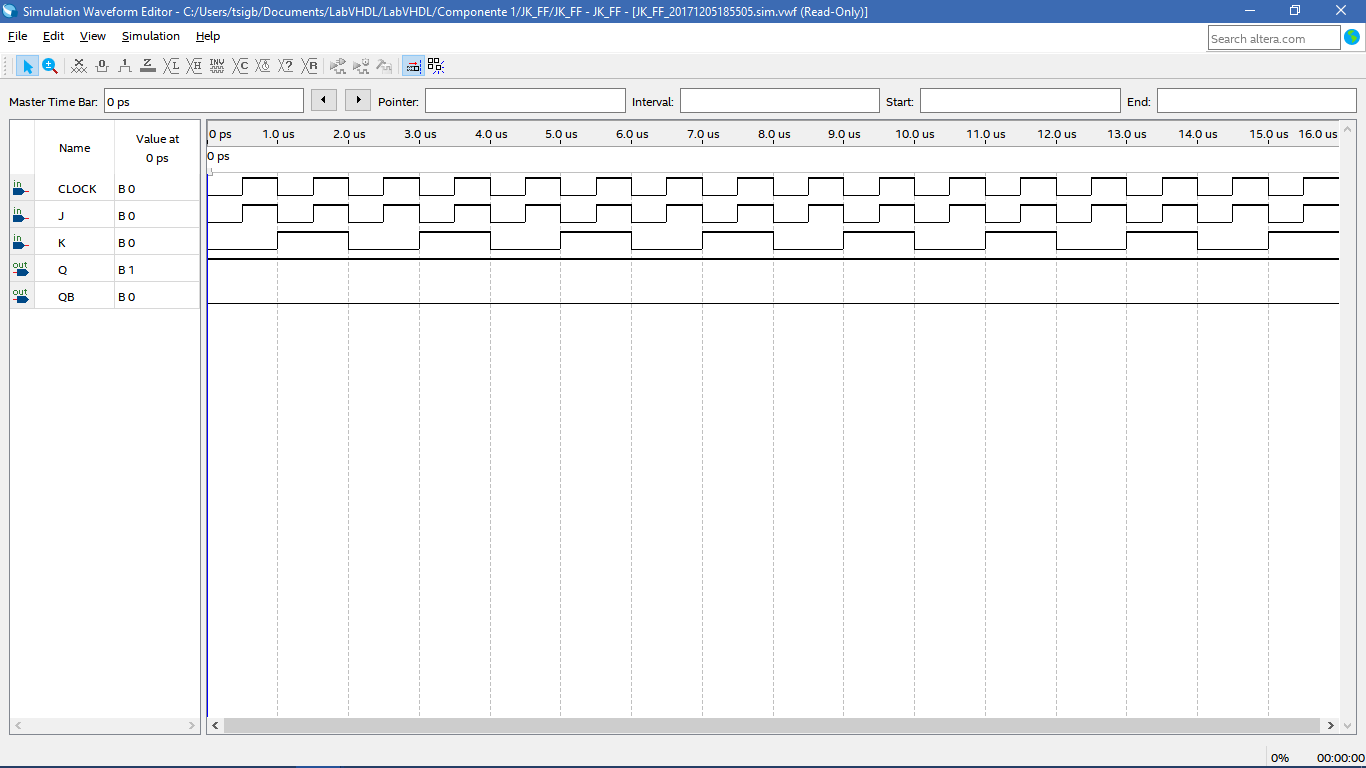 Simulation Waveform Editor - C:/Users/tsigb/Documents/LabVHDL/LabVHDL/Componente 1/JK_FF/JK_FF - JK_FF - [JK_FF_20171205185505.sim.vwf (Read-Only)]
File Edit View Simulation Help
Search altera.com
Master Time Bar: 0 ps Pointer: Interval: Start: End:
Name Value at 0 ps
0 ps 1.0 us 2.0 us 3.0 us 4.0 us 5.0 us 6.0 us 7.0 us 8.0 us 9.0 us 10.0 us 11.0 us 12.0 us 13.0 us 14.0 us 15.0 us 16.0 us
0 ps
in CLOCK B 0
in J B 0
in K B 0
out Q B 1
out QB B 0
0% 00:00:00